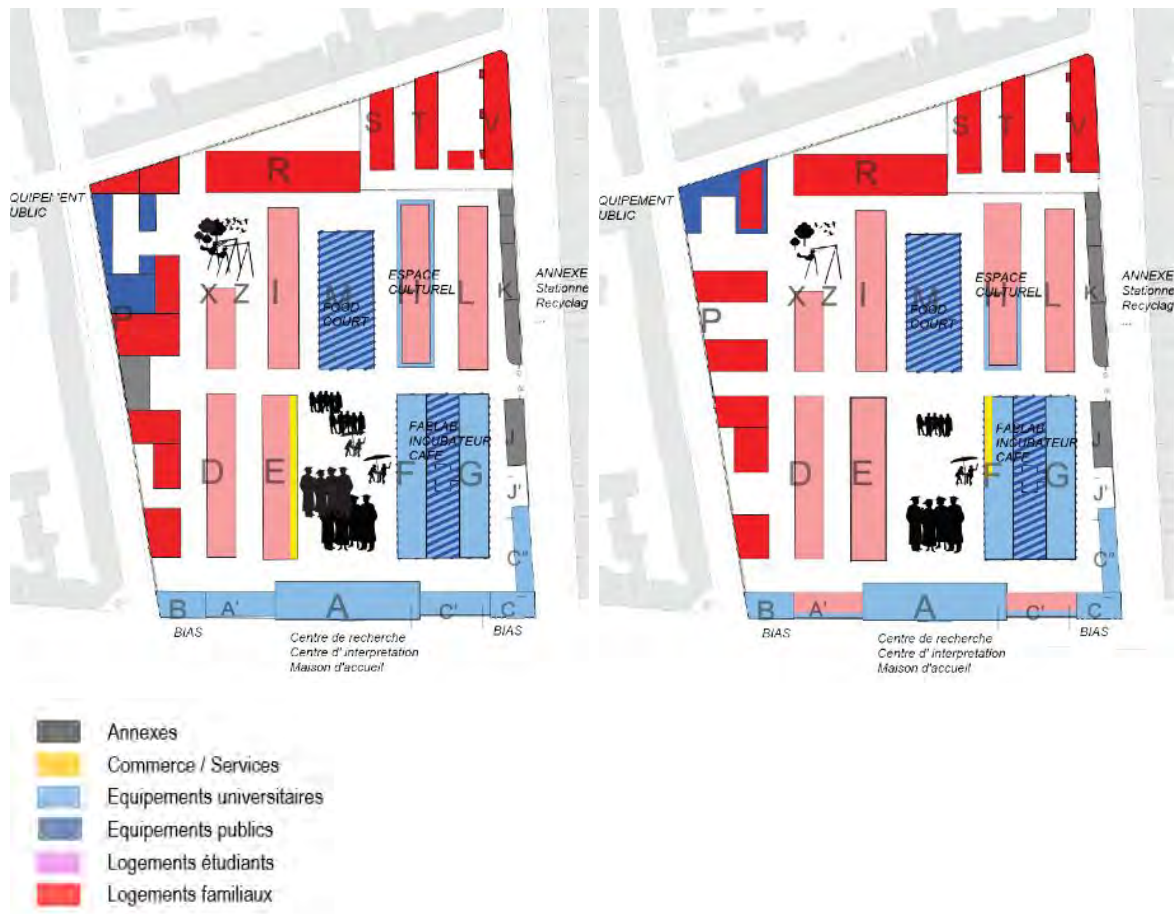 S T V
R
QUIPEMENT
UBLIC
X Z I M H L K
ESPACE
CULTUREL
FOOD
COURT
P
ANNEXE
Stationne
Recyclag
...
D E F G J
FABLAB
INCUBATEUR
CAFE
J'
C"
B A' A C' C
BIAS
BIAS
Centre de recherche
Centre d' interpretation
Maison d'accueil
S T V
R
QUIPEMENT
UBLIC
X Z I M H L K
ESPACE
CULTUREL
FOOD
COURT
P
ANNEXE
Stationne
Recyclag
...
D E F G J
FABLAB
INCUBATEUR
CAFE
J'
C"
B A' A C' C
BIAS
BIAS
Centre de recherche
Centre d' interpretation
Maison d'accueil
Annexes
Commerce / Services
Equipements universitaires
Equipements publics
Logements étudiants
Logements familiaux